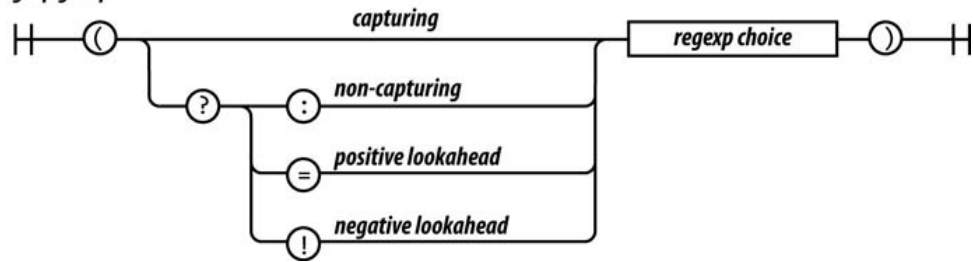 capturing
( regexp choice )
? : non-capturing
= positive lookahead
! negative lookahead